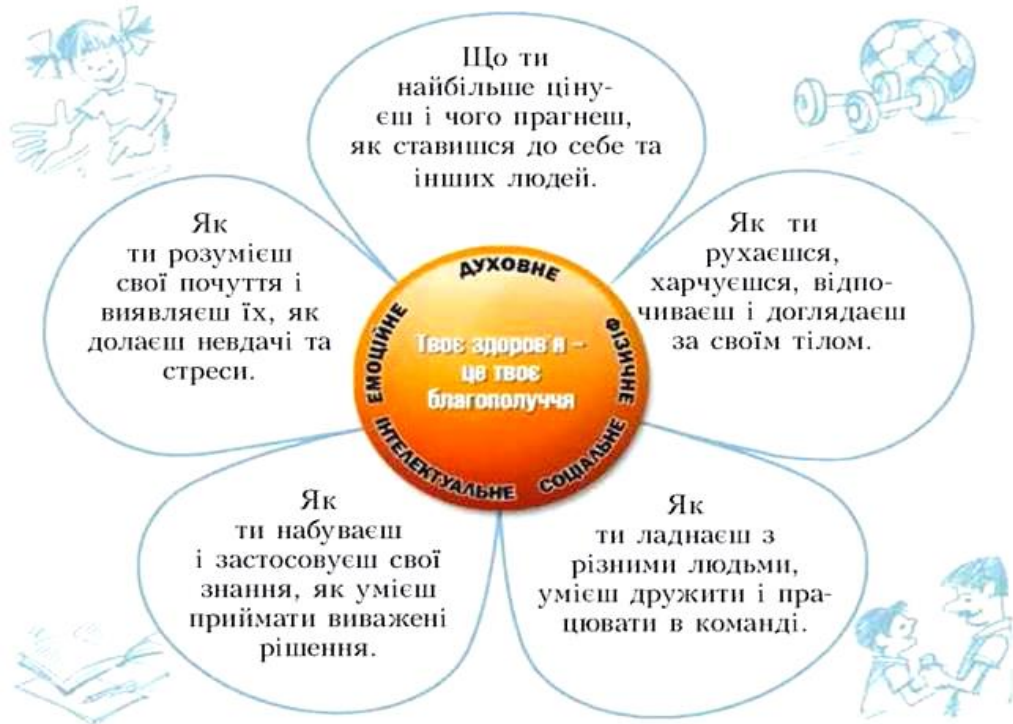 Що ти
найбільше ціну-
єш і чого прагнеш,
як ставишся до себе та
інших людей.
Як
ти розумієш
свої почуття і
виявляєш їх, як
долаєш невдачі та
стреси.
Як ти
рухаєшся,
харчуєшся, відпо-
чиваєш і доглядаєш
за своїм тілом.
ДУХОВНЕ
ЕМОЦІЙНЕ
ФІЗИЧНЕ
Твоє здоров'я –
це твоє
благополуччя
ІНТЕЛЕКТУАЛЬНЕ
СОЦІАЛЬНЕ
Як
ти набуваєш
і застосовуєш свої
знання, як умієш
приймати виважені
рішення.
Як
ти ладнаєш з
різними людьми,
умієш дружити і пра-
цювати в команді.